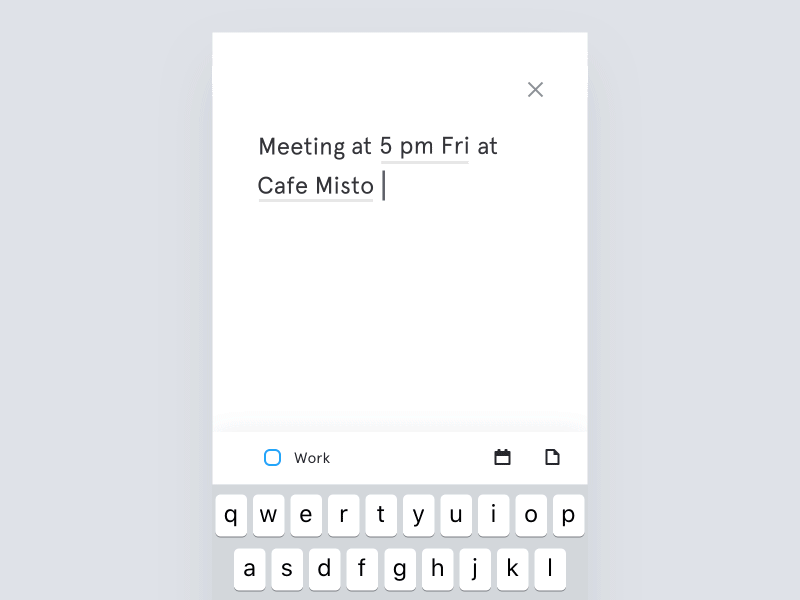 Meeting at 5 pm Fri at
Cafe Misto
Work
q w e r t y u i o p
a s d f g h j k l